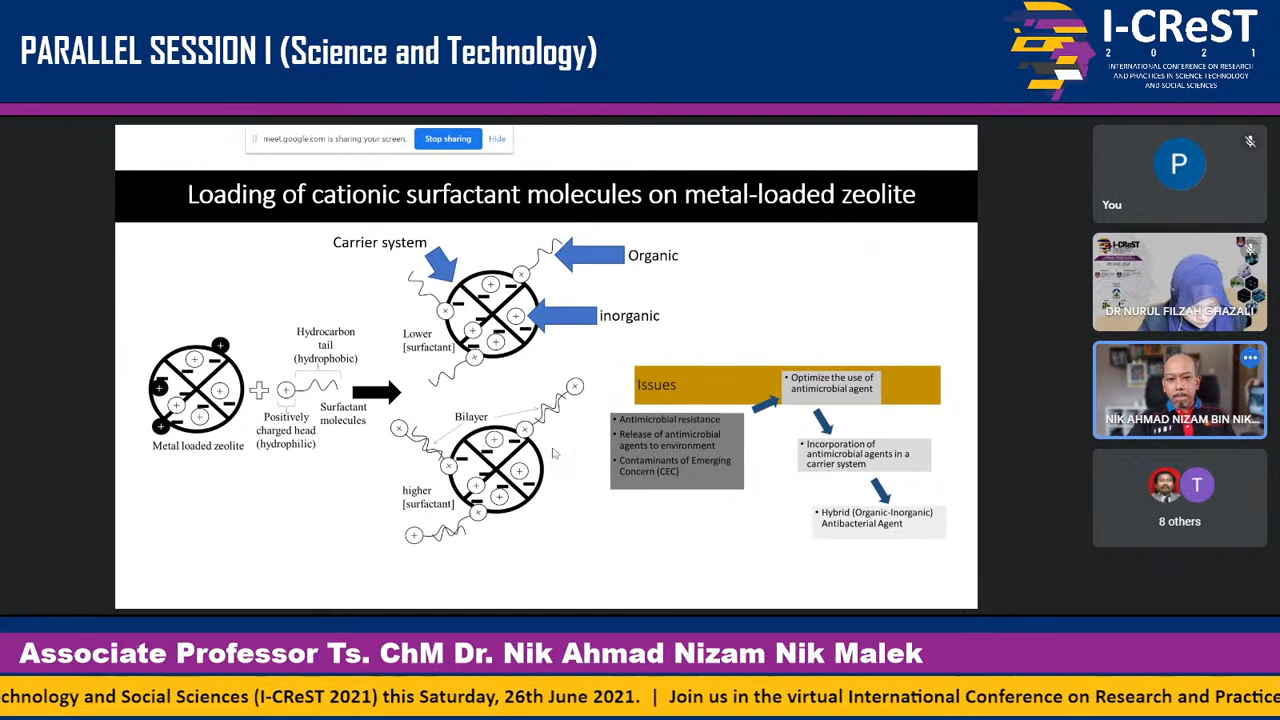 PARALLEL SESSION I (Science and Technology)
I-CReST
2 0 2 1
INTERNATIONAL CONFERENCE ON RESEARCH
AND PRACTICES IN SCIENCE TECHNOLOGY
AND SOCIAL SCIENCES
meet.google.com is sharing your screen.
Stop sharing
Hide
Loading of cationic surfactant molecules on metal-loaded zeolite
Carrier system
Organic
inorganic
Lower
[surfactant]
Hydrocarbon
tail
(hydrophobic)
Positively
charged head
(hydrophilic)
Surfactant
molecules
Metal loaded zeolite
Bilayer
higher
[surfactant]
Issues
• Optimize the use of
antimicrobial agent
• Antimicrobial resistance
• Release of antimicrobial
agents to environment
• Contaminants of Emerging
Concern (CEC)
• Incorporation of
antimicrobial agents in a
carrier system
• Hybrid (Organic-Inorganic)
Antibacterial Agent
P
You
I-CReST
DR NURUL FILZAH GHAZALI
NIK AHMAD NIZAM BIN NIK...
T
8 others
Associate Professor Ts. ChM Dr. Nik Ahmad Nizam Nik Malek
chnology and Social Sciences (I-CReST 2021) this Saturday, 26th June 2021. | Join us in the virtual International Conference on Research and Practice